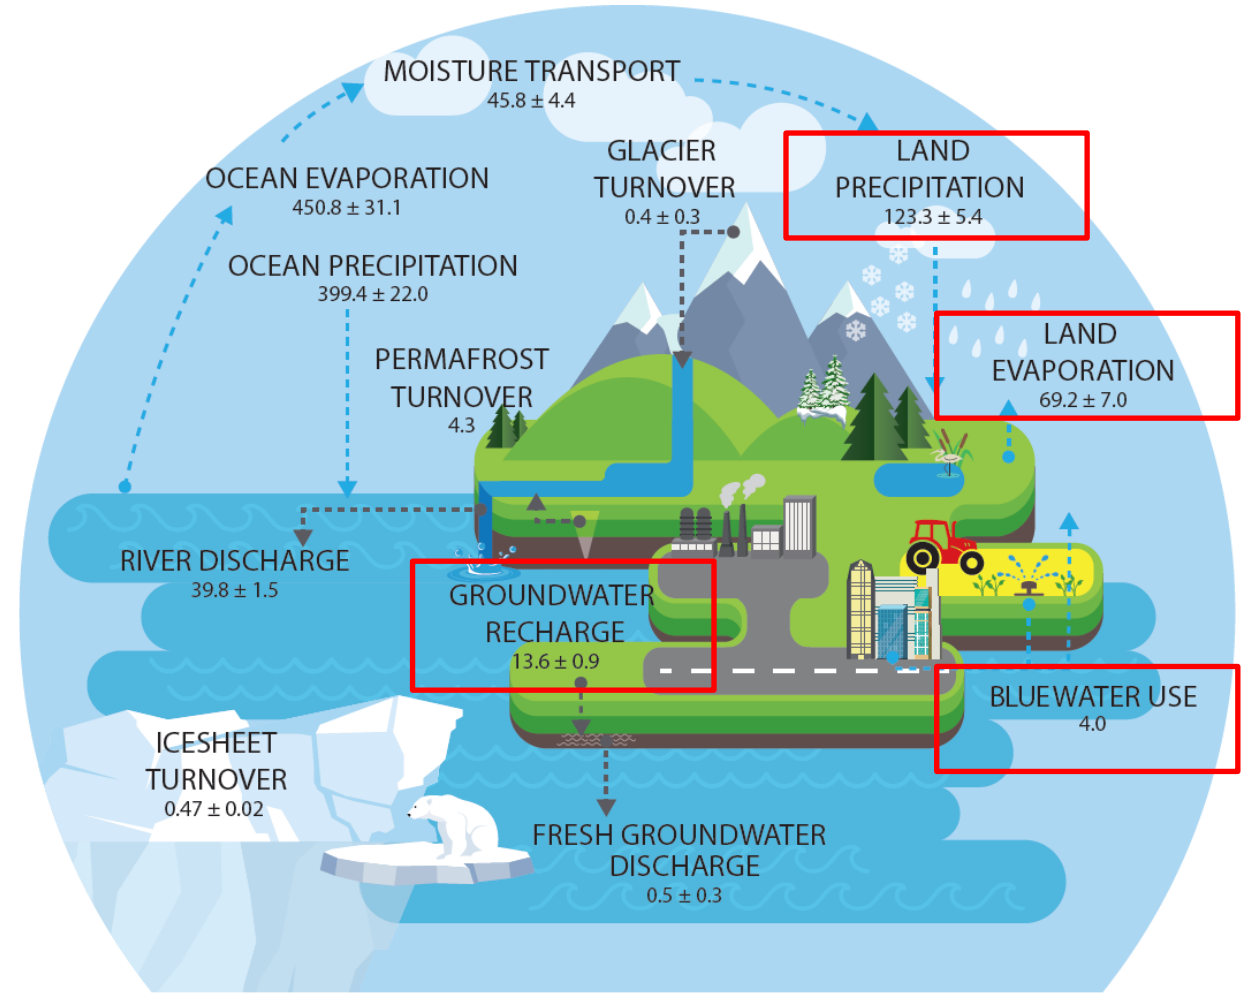 MOISTURE TRANSPORT
45.8 ± 4.4
GLACIER
TURNOVER
0.4 ± 0.3
LAND
PRECIPITATION
123.3 ± 5.4
OCEAN EVAPORATION
450.8 ± 31.1
OCEAN PRECIPITATION
399.4 ± 22.0
PERMAFROST
TURNOVER
4.3
LAND
EVAPORATION
69.2 ± 7.0
RIVER DISCHARGE
39.8 ± 1.5
GROUNDWATER
RECHARGE
13.6 ± 0.9
BLUE WATER USE
4.0
ICESHEET
TURNOVER
0.47 ± 0.02
FRESH GROUNDWATER
DISCHARGE
0.5 ± 0.3